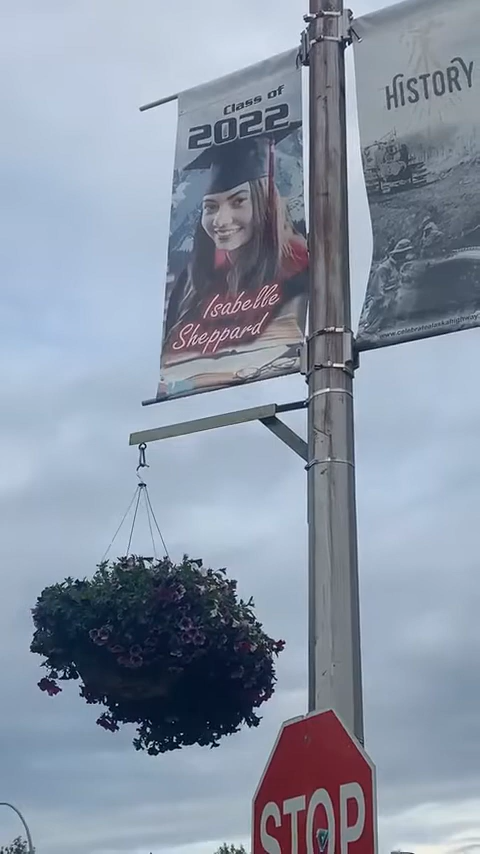 Class of
2022
Isabelle
Sheppard
HISTORY
www.celebratealaskahighway
STOP